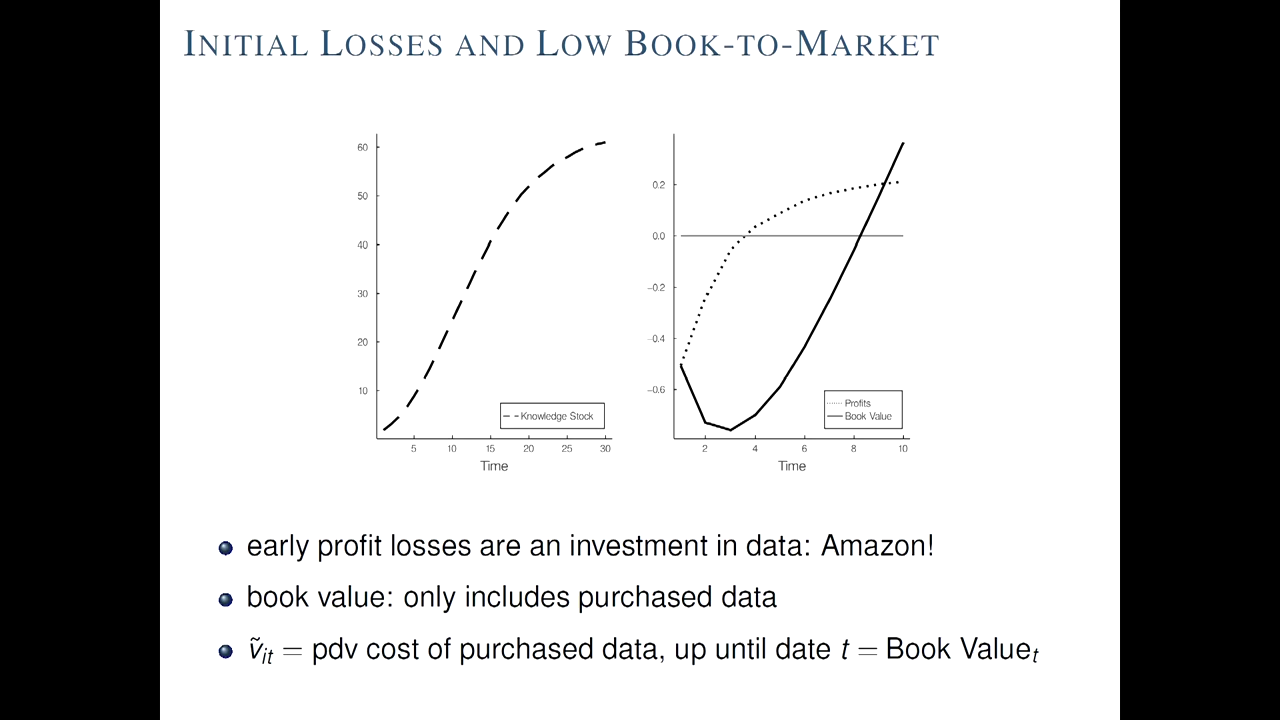 INITIAL LOSSES AND LOW BOOK-TO-MARKET
60
50
40
30
20
10
Knowledge Stock
5 10 15 20 25 30
Time
0.2
0.0
−0.2
−0.4
−0.6
Profits
Book Value
2 4 6 8 10
Time
early profit losses are an investment in data: Amazon!
book value: only includes purchased data
ṽit = pdv cost of purchased data, up until date t = Book Valuet